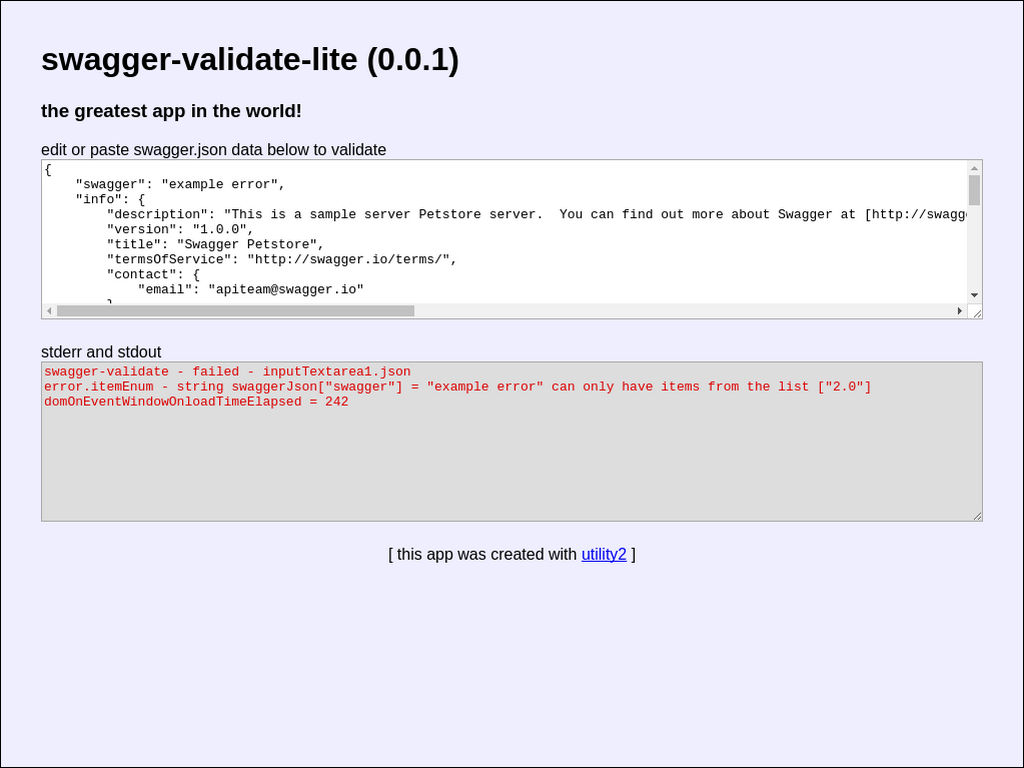 swagger-validate-lite (0.0.1)
the greatest app in the world!
edit or paste swagger.json data below to validate
{
    "swagger": "example error",
    "info": {
        "description": "This is a sample server Petstore server.  You can find out more about Swagger at [http://swagg
        "version": "1.0.0",
        "title": "Swagger Petstore",
        "termsOfService": "http://swagger.io/terms/",
        "contact": {
            "email": "apiteam@swagger.io"
        }
stderr and stdout
swagger-validate - failed - inputTextarea1.json
error.itemEnum - string swaggerJson["swagger"] = "example error" can only have items from the list ["2.0"]
domOnEventWindowOnloadTimeElapsed = 242
[ this app was created with utility2 ]